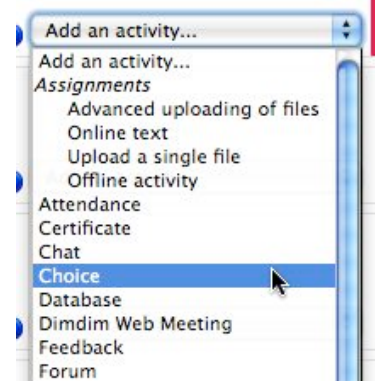 Add an activity...
Add an activity...
Assignments
Advanced uploading of files
Online text
Upload a single file
Offline activity
Attendance
Certificate
Chat
Choice
Database
Dimdim Web Meeting
Feedback
Forum